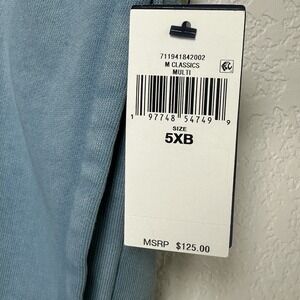 711941842002
M CLASSICS
MULTI
1 97748 54749 9
SIZE
5XB
MSRP $125.00